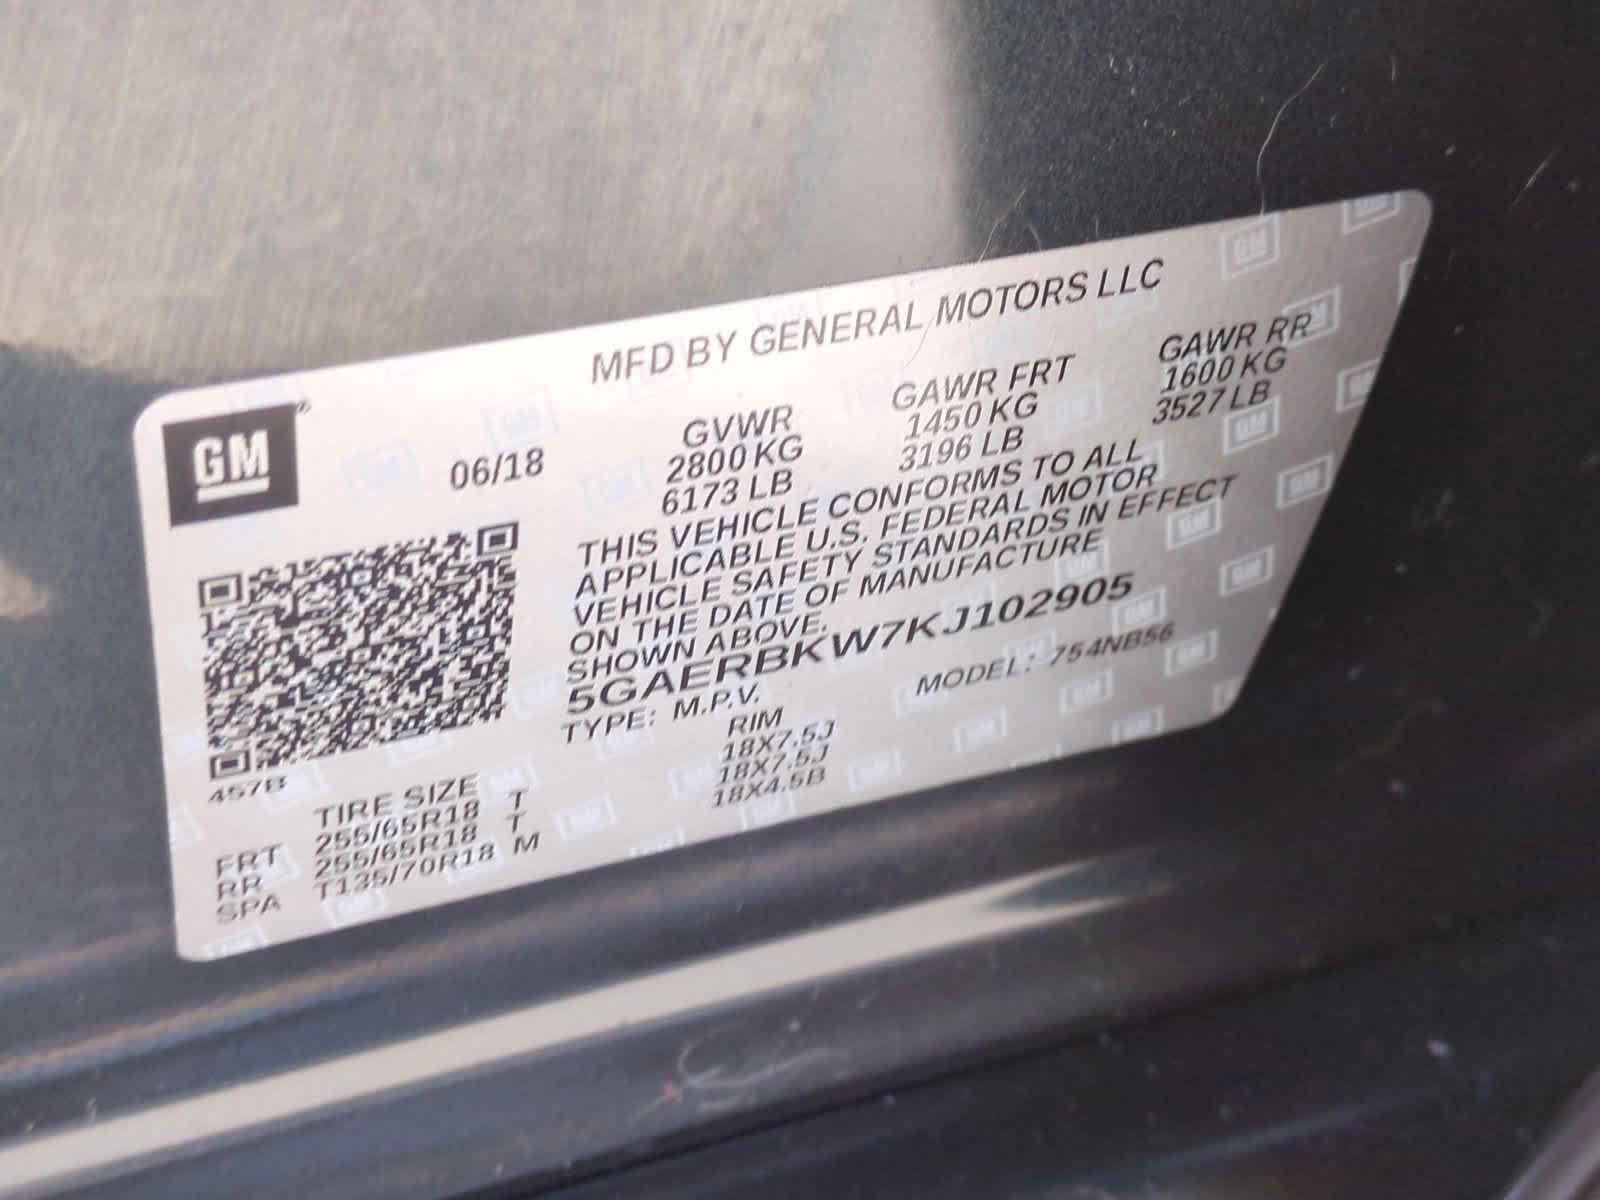 MFD BY GENERAL MOTORS LLC
GM
06/18
GVWR
2800 KG
6173 LB
GAWR FRT
1450 KG
3196 LB
GAWR RR
1600 KG
3527 LB
THIS VEHICLE CONFORMS TO ALL
APPLICABLE U.S. FEDERAL MOTOR
VEHICLE SAFETY STANDARDS IN EFFECT
ON THE DATE OF MANUFACTURE
SHOWN ABOVE.
5GAERBKW7KJ102905
TYPE: M.P.V. MODEL: 754NB56
457B
TIRE SIZE RIM
FRT 255/65R18 T 18X7.5J
RR 255/65R18 T 18X7.5J
SPA T135/70R18 M 18X4.5B